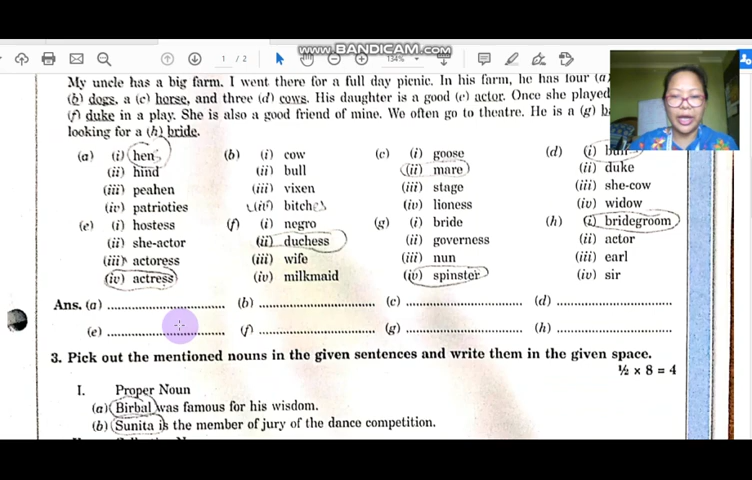 www.BANDICAM.com
1 / 2
134%
My uncle has a big farm. I went there for a full day picnic. In his farm, he has four (a)
(b) dogs, a (c) horse, and three (d) cows. His daughter is a good (e) actor. Once she played
(f) duke in a play. She is also a good friend of mine. We often go to theatre. He is a (g)
looking for a (h) bride.
(a) (i) hen (b) (i) cow (c) (i) goose (d) (i) bull
(ii) hind (ii) bull (ii) mare (ii) duke
(iii) peahen (iii) vixen (iii) stage (iii) she-cow
(iv) patrioties (iv) bitches (iv) lioness (iv) widow
(e) (i) hostess (f) (i) negro (g) (i) bride (h) (i) bridegroom
(ii) she-actor (ii) duchess (ii) governess (ii) actor
(iii) actoress (iii) wife (iii) nun (iii) earl
(iv) actress (iv) milkmaid (iv) spinster (iv) sir
Ans. (a) (b) (c) (d)
(e) (f) (g) (h)
3. Pick out the mentioned nouns in the given sentences and write them in the given space.
½ x 8 = 4
I. Proper Noun
(a) Birbal was famous for his wisdom.
(b) Sunita is the member of jury of the dance competition.